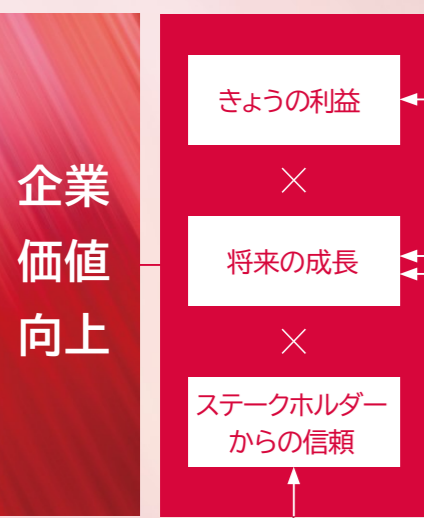 企業
価値
向上
きょうの利益
×
将来の成長
×
ステークホルダー
からの信頼